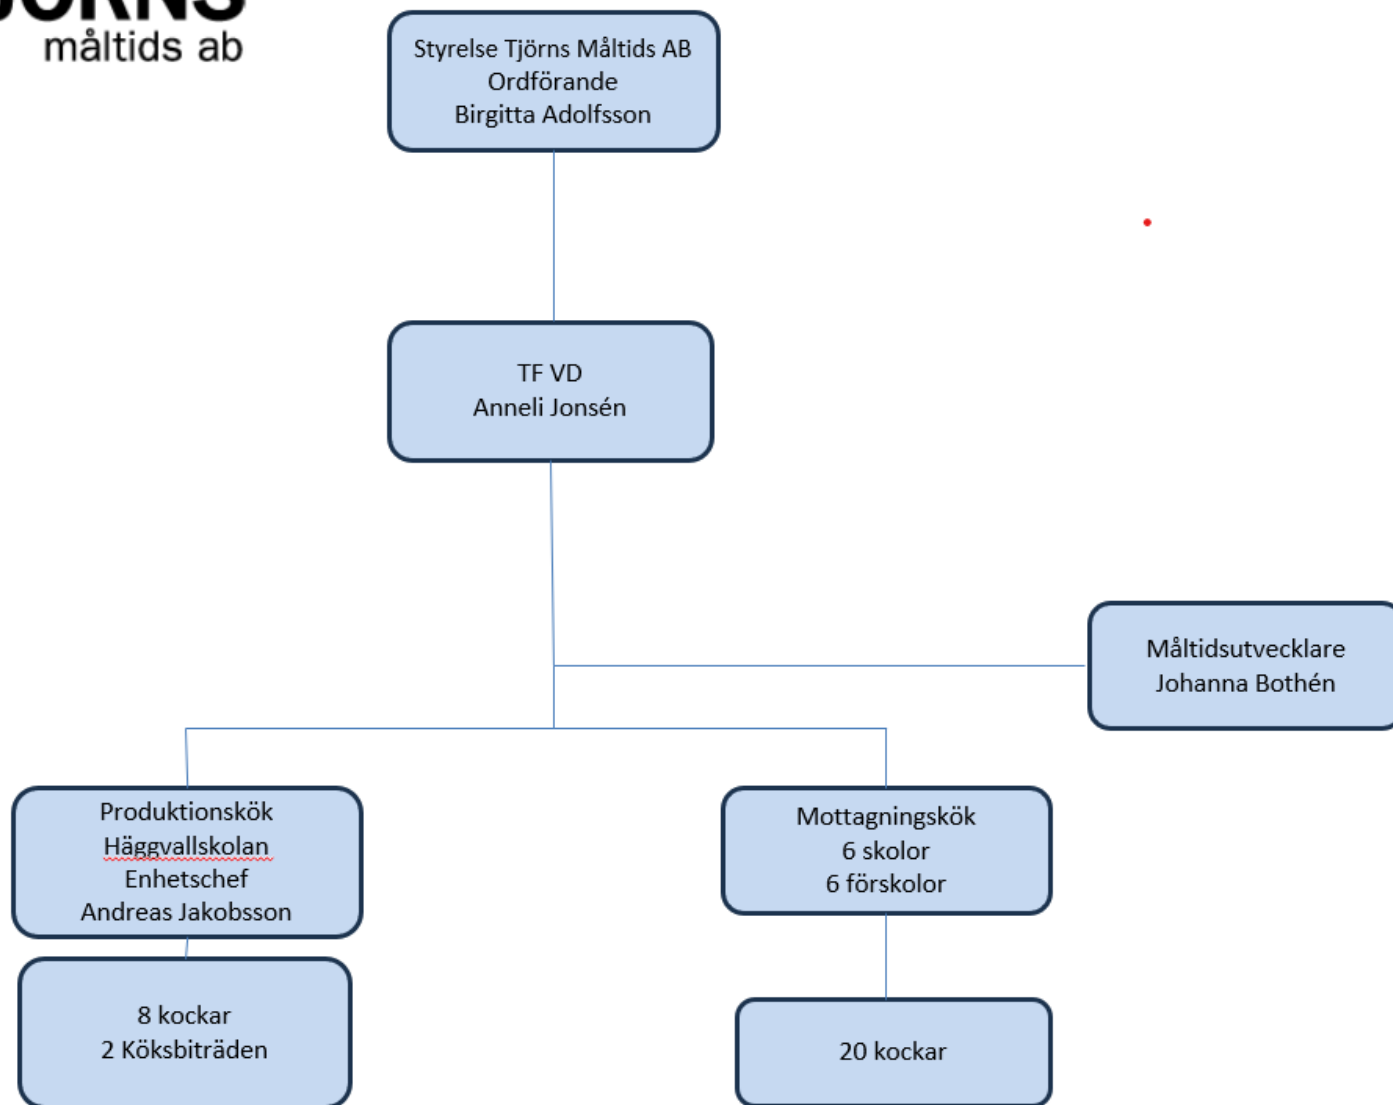 måltids ab
Styrelse Tjörns Måltids AB
Ordförande
Birgitta Adolfsson
TF VD
Anneli Jonsén
Måltidsutvecklare
Johanna Bothén
Produktionskök
Häggvallskolan
Enhetschef
Andreas Jakobsson
Mottagningskök
6 skolor
6 förskolor
8 kockar
2 Köksbiträden
20 kockar